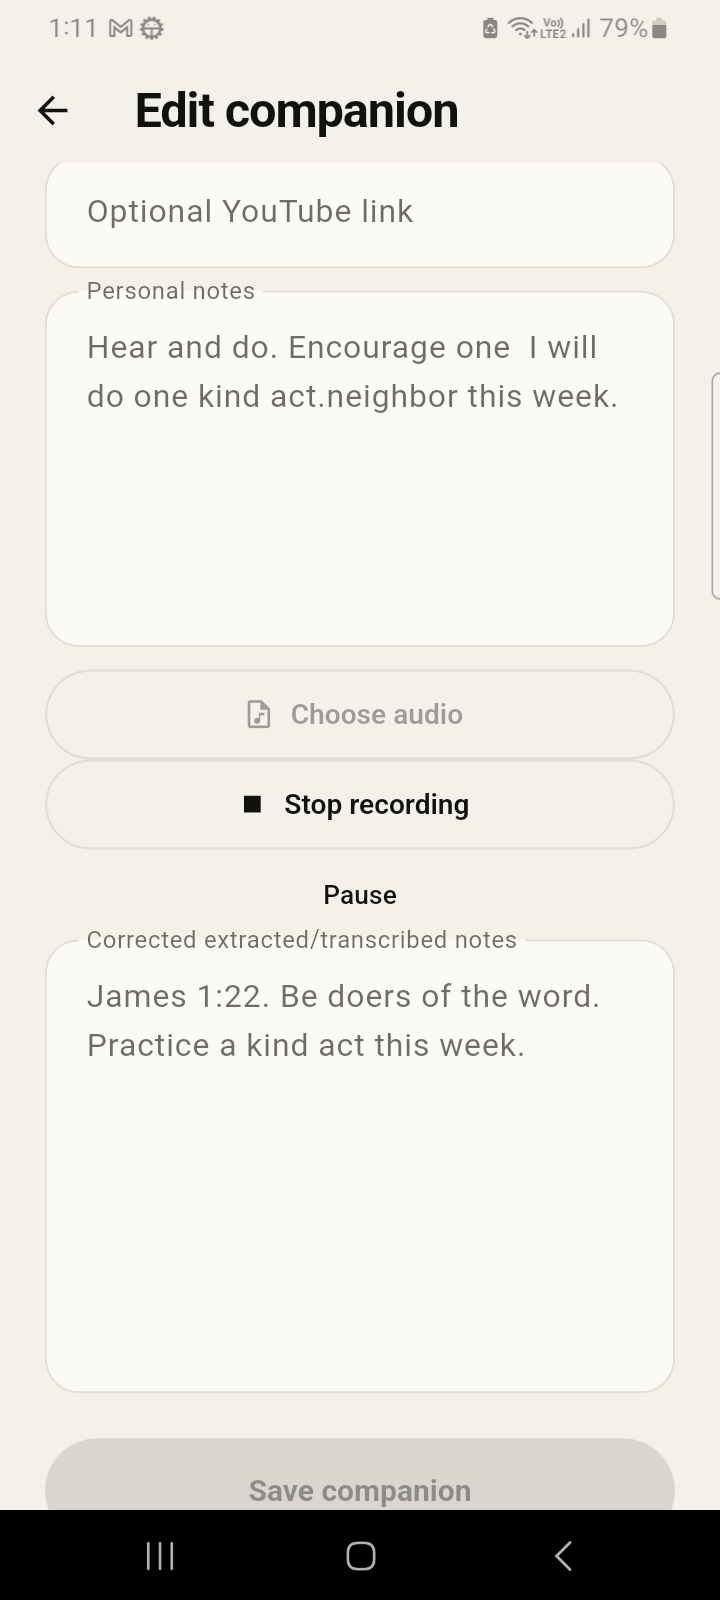 1:11
Vo))
LTE2
79%
Edit companion
Optional YouTube link
Personal notes
Hear and do. Encourage one  I will
do one kind act.neighbor this week.
Choose audio
Stop recording
Pause
Corrected extracted/transcribed notes
James 1:22. Be doers of the word.
Practice a kind act this week.
Save companion